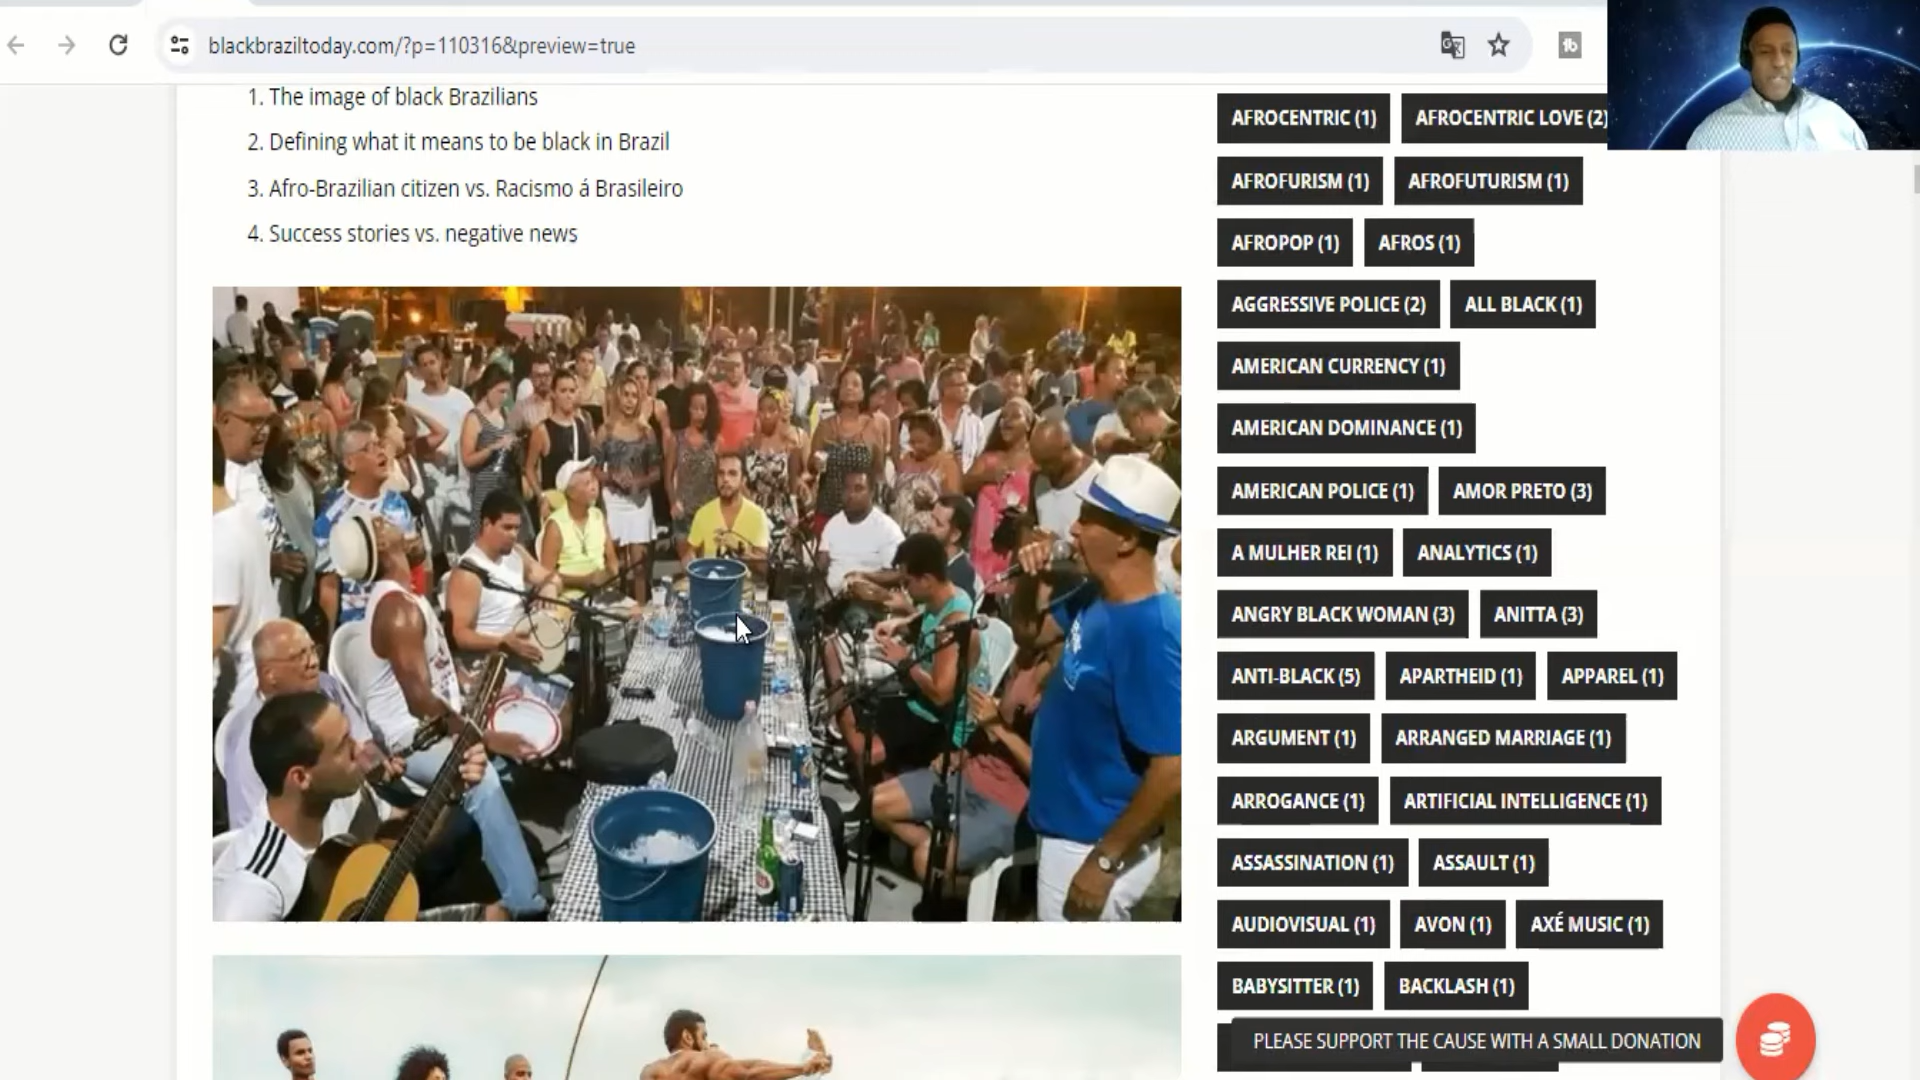 blackbraziltoday.com/?p=110316&preview=true
1. The image of black Brazilians
2. Defining what it means to be black in Brazil
3. Afro-Brazilian citizen vs. Racismo á Brasileiro
4. Success stories vs. negative news
AFROCENTRIC (1) AFROCENTRIC LOVE (2)
AFROFURISM (1) AFROFUTURISM (1)
AFROPOP (1) AFROS (1)
AGGRESSIVE POLICE (2) ALL BLACK (1)
AMERICAN CURRENCY (1)
AMERICAN DOMINANCE (1)
AMERICAN POLICE (1) AMOR PRETO (3)
A MULHER REI (1) ANALYTICS (1)
ANGRY BLACK WOMAN (3) ANITTA (3)
ANTI-BLACK (5) APARTHEID (1) APPAREL (1)
ARGUMENT (1) ARRANGED MARRIAGE (1)
ARROGANCE (1) ARTIFICIAL INTELLIGENCE (1)
ASSASSINATION (1) ASSAULT (1)
AUDIOVISUAL (1) AVON (1) AXÉ MUSIC (1)
BABYSITTER (1) BACKLASH (1)
PLEASE SUPPORT THE CAUSE WITH A SMALL DONATION